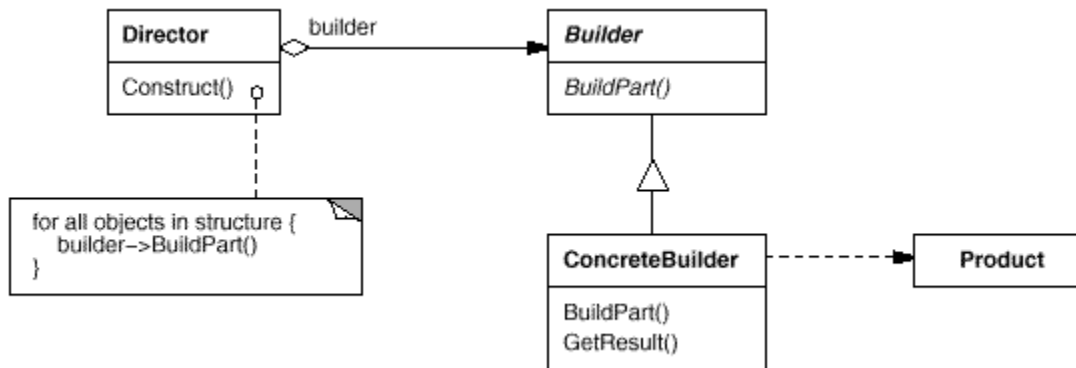 Director
builder
Builder
Construct()
BuildPart()
for all objects in structure {
builder–>BuildPart()
}
ConcreteBuilder
Product
BuildPart()
GetResult()